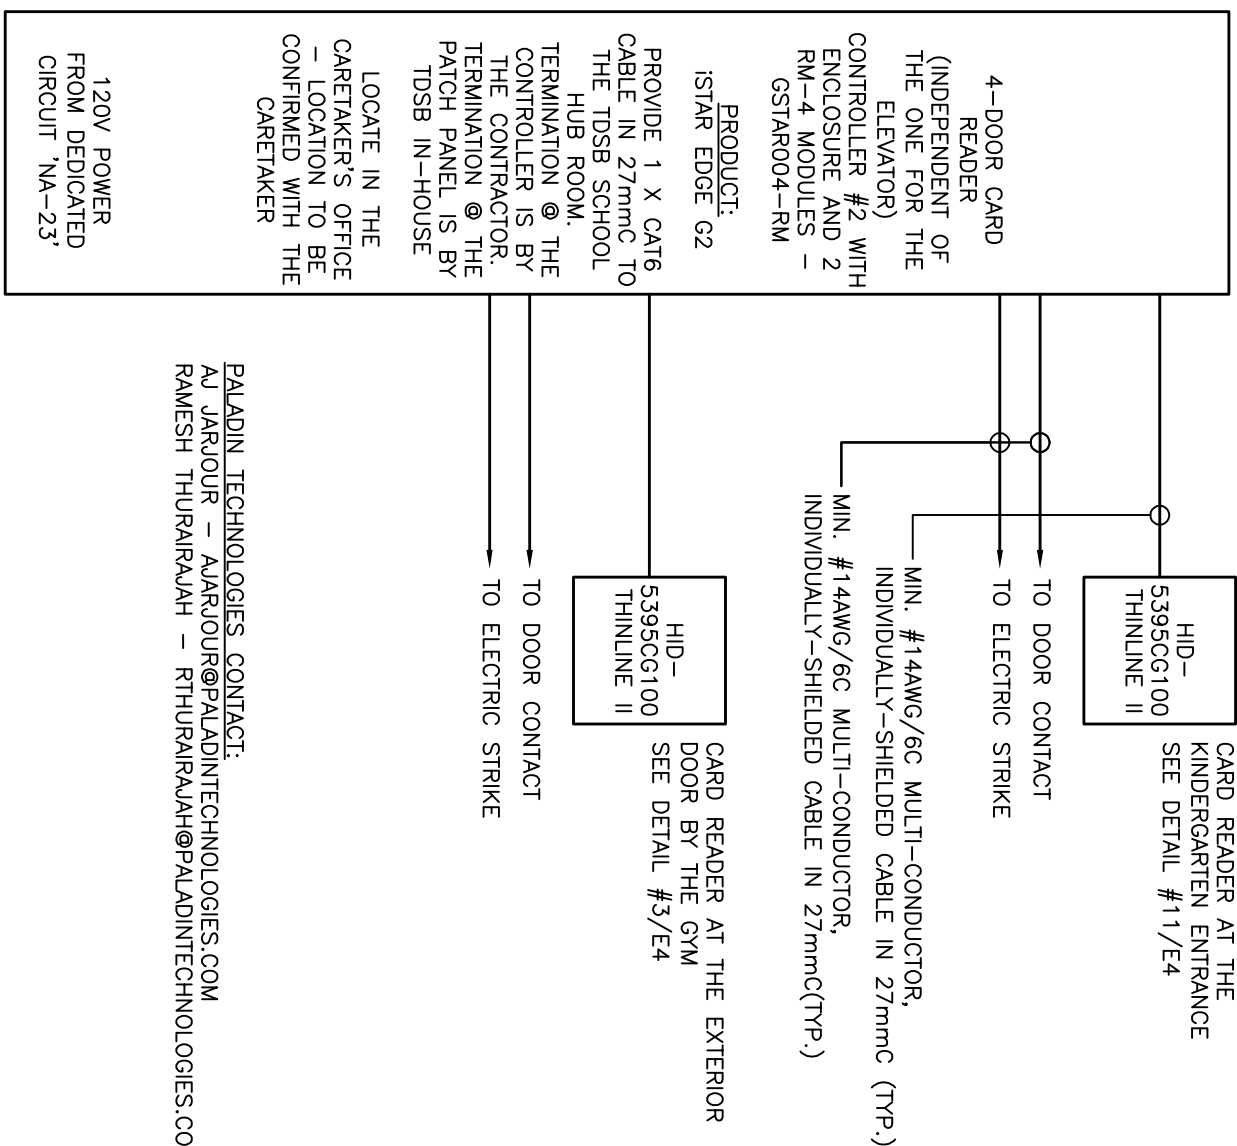 4-DOOR CARD
READER
(INDEPENDENT OF
THE ONE FOR THE
ELEVATOR)
CONTROLLER #2 WITH
ENCLOSURE AND 2
RM-4 MODULES -
GSTAR004-RM
PRODUCT:
iSTAR EDGE G2
PROVIDE 1 X CAT6
CABLE IN 27mmC TO
THE TDSB SCHOOL
HUB ROOM.
TERMINATION @ THE
CONTROLLER IS BY
THE CONTRACTOR.
TERMINATION @ THE
PATCH PANEL IS BY
TDSB IN-HOUSE
LOCATE IN THE
CARETAKER'S OFFICE
- LOCATION TO BE
CONFIRMED WITH THE
CARETAKER
120V POWER
FROM DEDICATED
CIRCUIT 'NA-23'
HID-
5395CG100
THINLINE II
CARD READER AT THE
KINDERGARTEN ENTRANCE
SEE DETAIL #11/E4
TO DOOR CONTACT
TO ELECTRIC STRIKE
MIN. #14AWG/6C MULTI-CONDUCTOR,
INDIVIDUALLY-SHIELDED CABLE IN 27mmC (TYP.)
MIN. #14AWG/6C MULTI-CONDUCTOR,
INDIVIDUALLY-SHIELDED CABLE IN 27mmC(TYP.)
HID-
5395CG100
THINLINE II
CARD READER AT THE EXTERIOR
DOOR BY THE GYM
SEE DETAIL #3/E4
TO DOOR CONTACT
TO ELECTRIC STRIKE
PALADIN TECHNOLOGIES CONTACT:
AJ JARJOUR - AJARJOUR@PALADINTECHNOLOGIES.COM
RAMESH THURAIRAJAH - RTHURAIRAJAH@PALADINTECHNOLOGIES.CO